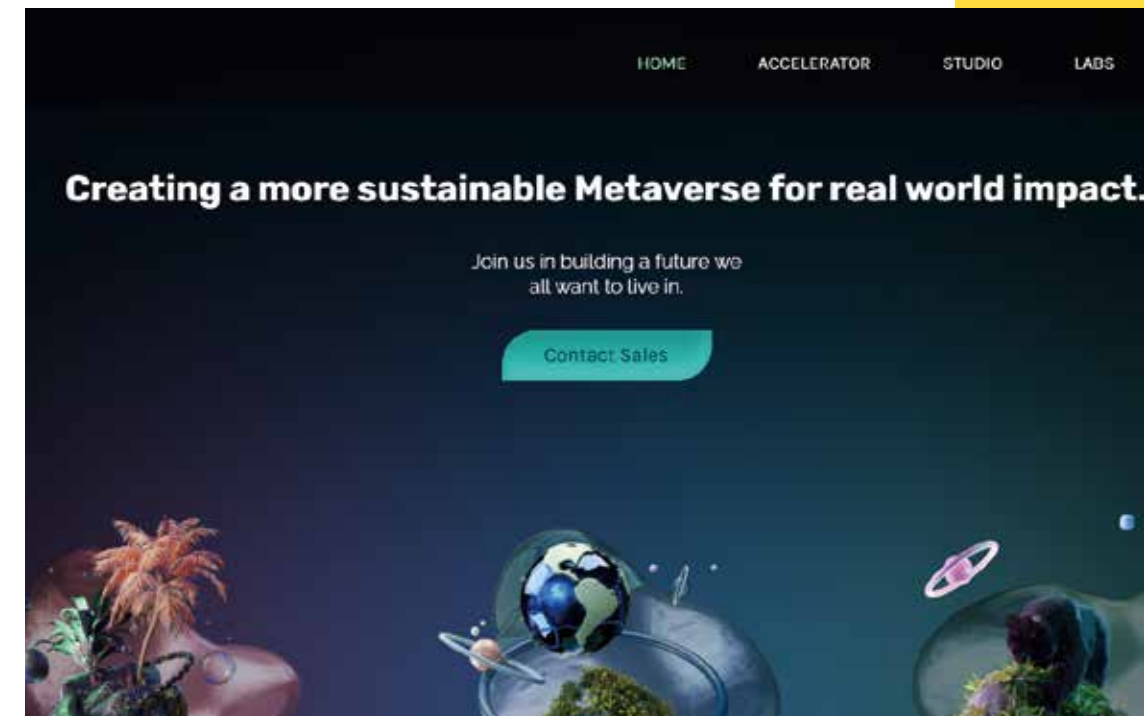 HOME ACCELERATOR STUDIO LABS
Creating a more sustainable Metaverse for real world impact.
Join us in building a future we
all want to live in.
Contact Sales